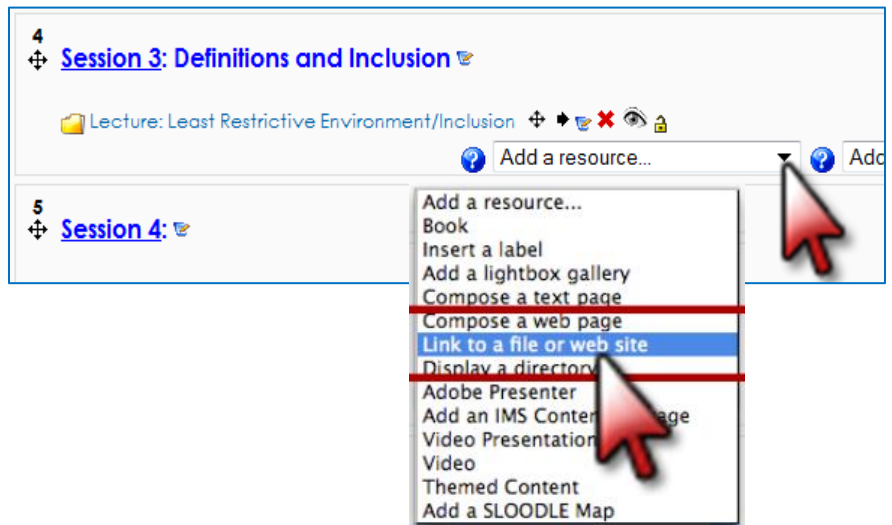 4
Session 3: Definitions and Inclusion
Lecture: Least Restrictive Environment/Inclusion
Add a resource...
Add
5
Session 4:
Add a resource...
Book
Insert a label
Add a lightbox gallery
Compose a text page
Compose a web page
Link to a file or web site
Display a directory
Adobe Presenter
Add an IMS
Video Presentation
Video
Themed Content
Add a SLOODLE Map